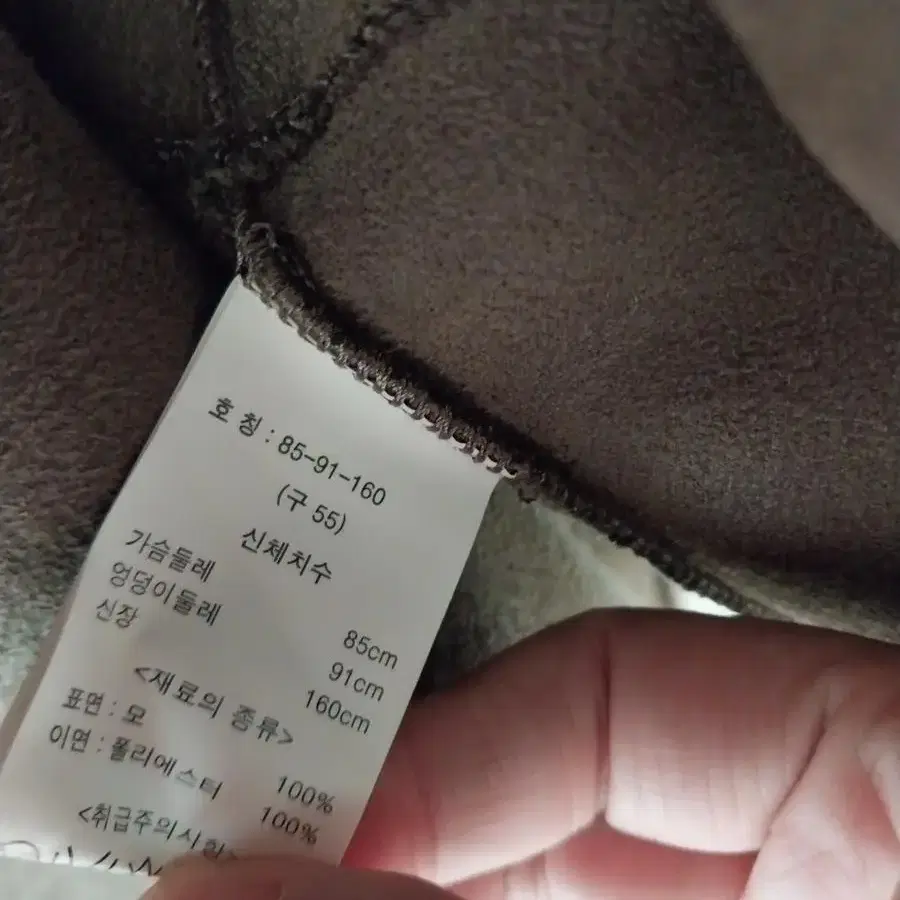 호 칭 : 85-91-160
(구 55)
신체치수
가슴둘레 85cm
엉덩이둘레 91cm
신장 160cm
<재료의 종류>
표면 : 모 100%
이면 : 폴리에스터 100%
<취급주의사항>